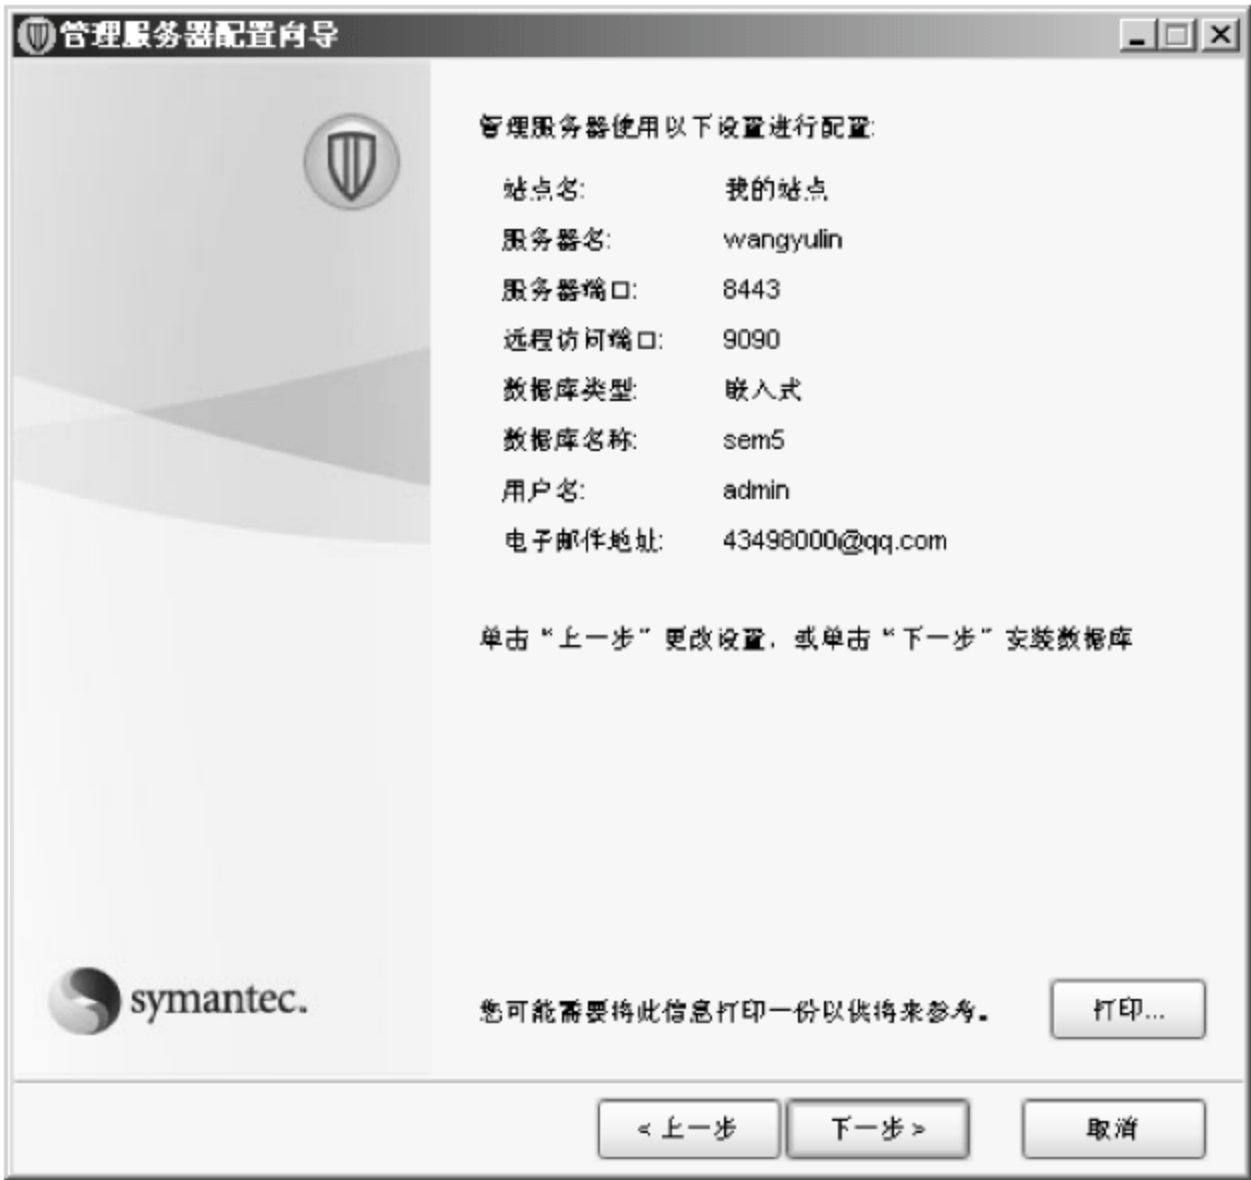 管理服务器配置向导
管理服务器使用以下设置进行配置:
站点名: 我的站点
服务器名: wangyulin
服务器端口: 8443
远程访问端口: 9090
数据库类型: 嵌入式
数据库名称: sem5
用户名: admin
电子邮件地址: 43498000@qq.com
单击“上一步”更改设置，或单击“下一步”安装数据库
symantec.
您可能需要将此信息打印一份以供将来参考。
打印...
<上一步
下一步>
取消